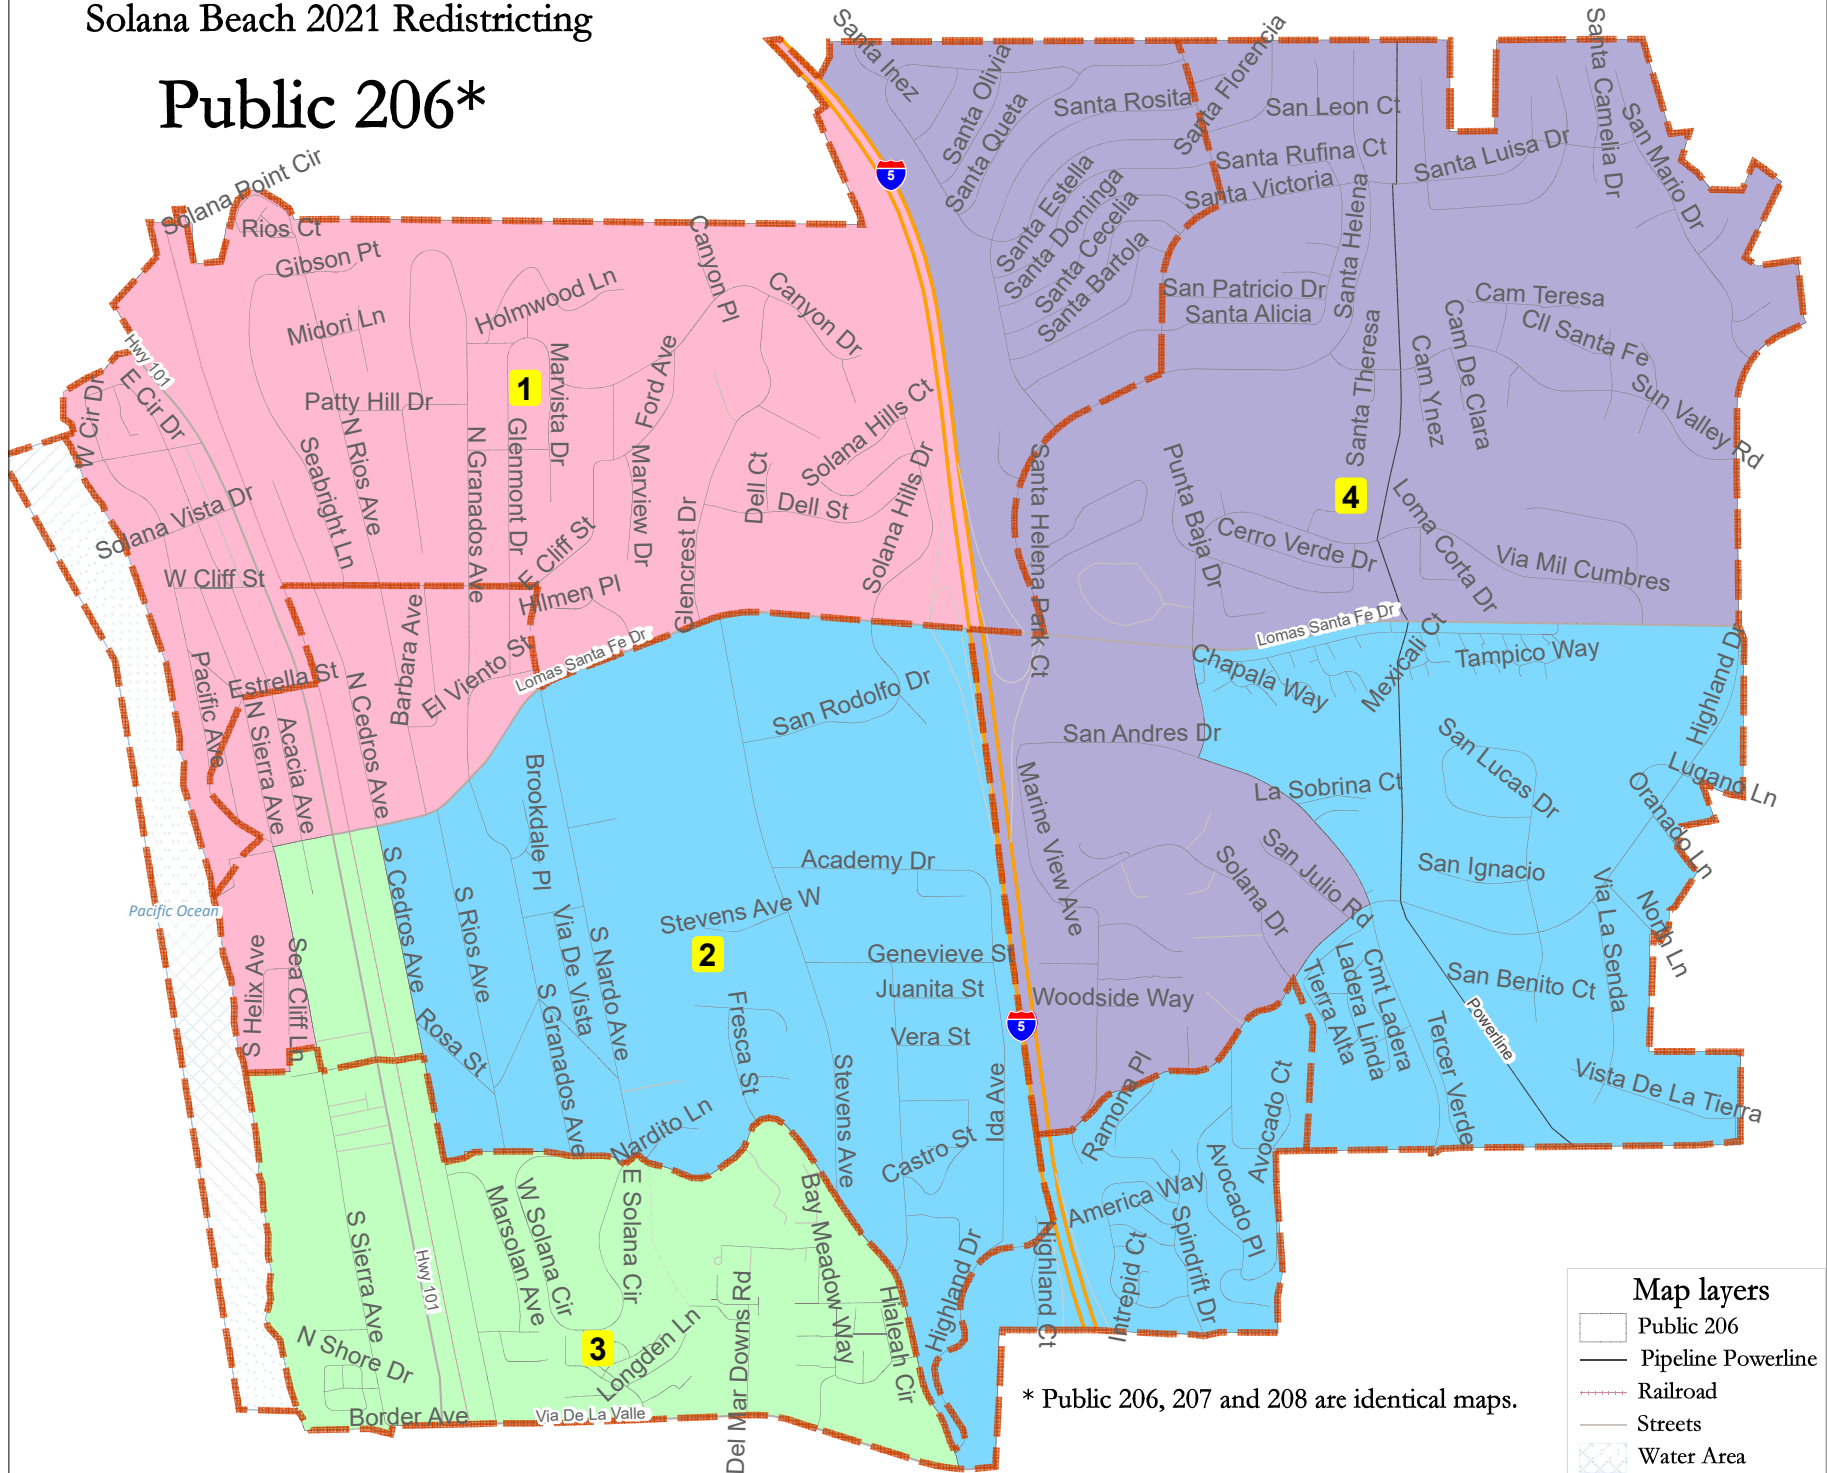 Solana Beach 2021 Redistricting
Public 206*
Santa Inez
Santa Olivia
Santa Queta
Santa Rosita
Santa Florencia
San Leon Ct
Santa Rufina Ct
Santa Victoria
Santa Luisa Dr
Santa Camelia Dr
San Mario Dr
5
Solana Point Cir
Rios Ct
Gibson Pt
Midori Ln
Holmwood Ln
Canyon Pl
Canyon Dr
Santa Estella
Santa Dominga
Santa Cecelia
Santa Bartola
San Patricio Dr
Santa Alicia
Santa Helena
Santa Theresa
Cam Teresa
Cll Santa Fe
Cam De Clara
Cam Ynez
Sun Valley Rd
Hwy 101
W Cir Dr
E Cir Dr
Patty Hill Dr
1
Marvista Dr
Ford Ave
N Rios Ave
Seabright Ln
N Granados Ave
Glenmont Dr
Marview Dr
Solana Hills Ct
Dell Ct
Dell St
Solana Hills Dr
Glencrest Dr
Solana Vista Dr
W Cliff St
E Cliff St
Hilmen Pl
Santa Helena Park Ct
Punta Baja Dr
4
Cerro Verde Dr
Loma Corta Dr
Via Mil Cumbres
Lomas Santa Fe Dr
Barbara Ave
El Viento St
Lomas Santa Fe Dr
Estrella St
Pacific Ave
N Sierra Ave
Acacia Ave
N Cedros Ave
San Rodolfo Dr
San Andres Dr
Chapala Way
Mexicali Ct
Tampico Way
Highland Dr
Lugano Ln
Oranado Ln
San Lucas Dr
La Sobrina Ct
San Ignacio
Brookdale Pl
Academy Dr
Marine View Ave
Solana Dr
San Julio Rd
Pacific Ocean
S Cedros Ave
S Rios Ave
Via De Vista
S Nardo Ave
Stevens Ave W
2
Genevieve St
Juanita St
Vera St
Woodside Way
5
Via La Senda
North Ln
San Benito Ct
Powerline
Vista De La Tierra
Tierra Alta
Ladera Linda
Cmt Ladera
Tercer Verde
S Helix Ave
Sea Cliff Ln
Rosa St
S Granados Ave
Fresca St
Stevens Ave
Ida Ave
Ramona Pl
Avocado Ct
Avocado Pl
Nardito Ln
Castro St
America Way
Spindrift Dr
Intrepid Ct
Highland Ct
Highland Dr
S Sierra Ave
Hwy 101
Marsolan Ave
W Solana Cir
E Solana Cir
Bay Meadow Way
Hialeah Cir
N Shore Dr
3
Longden Ln
Del Mar Downs Rd
Border Ave
Via De La Valle
* Public 206, 207 and 208 are identical maps.
Map layers
Public 206
Pipeline Powerline
Railroad
Streets
Water Area